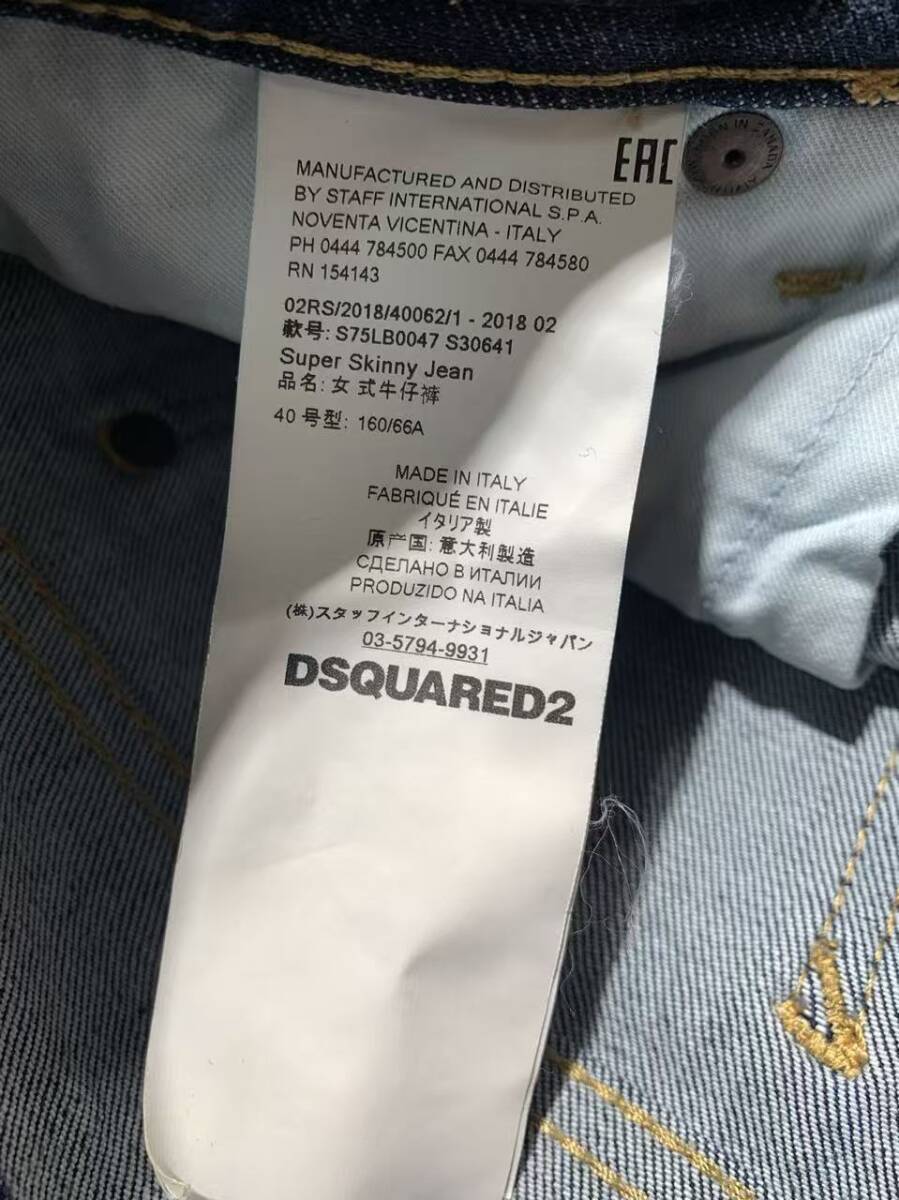 EAC
MANUFACTURED AND DISTRIBUTED
BY STAFF INTERNATIONAL S.P.A.
NOVENTA VICENTINA - ITALY
PH 0444 784500 FAX 0444 784580
RN 154143
02RS/2018/40062/1 - 2018 02
款号: S75LB0047 S30641
Super Skinny Jean
品名: 女 式牛仔裤
40 号型: 160/66A
MADE IN ITALY
FABRIQUÉ EN ITALIE
イタリア製
原产国: 意大利製造
СДЕЛАНО В ИТАЛИИ
PRODUZIDO NA ITALIA
(株)スタッフインターナショナルジャパン
03-5794-9931
DSQUARED2
IN CANADA